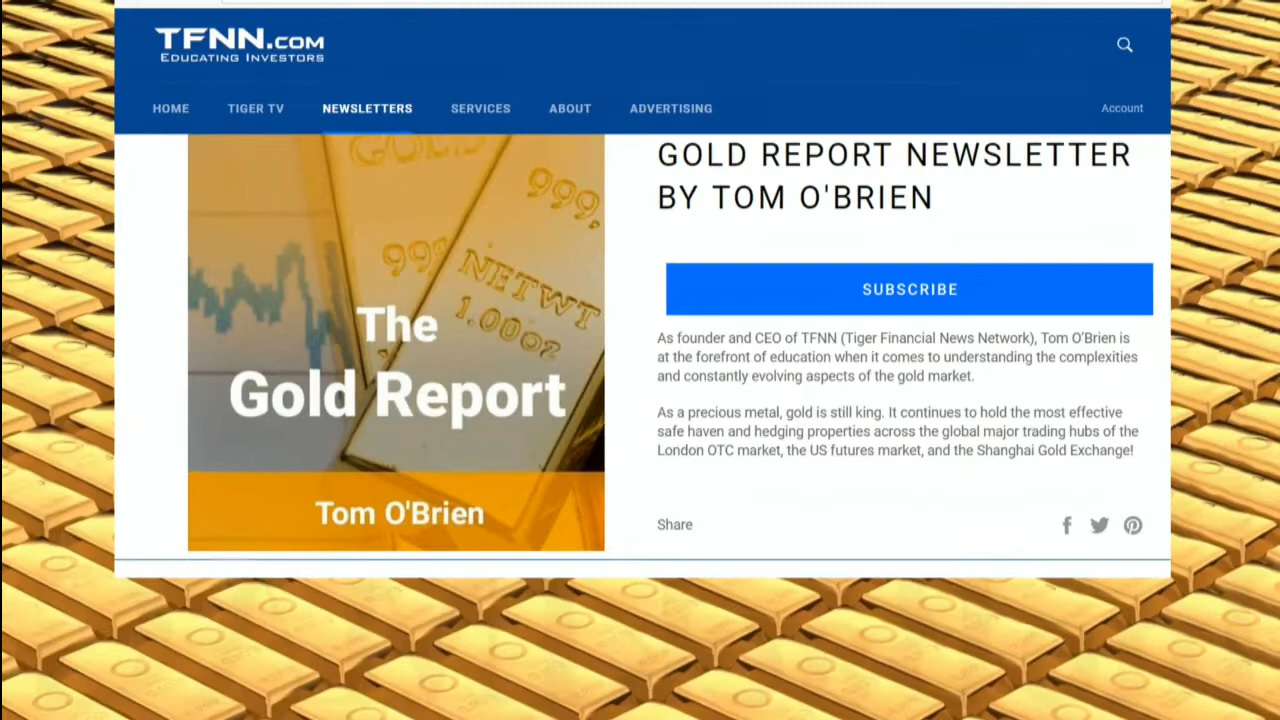 TFNN.COM
EDUCATING INVESTORS
HOME TIGER TV NEWSLETTERS SERVICES ABOUT ADVERTISING Account
GOLD
999,
999
NETWT
1.00OZ
The
Gold Report
Tom O'Brien
GOLD REPORT NEWSLETTER
BY TOM O'BRIEN
SUBSCRIBE
As founder and CEO of TFNN (Tiger Financial News Network), Tom O'Brien is
at the forefront of education when it comes to understanding the complexities
and constantly evolving aspects of the gold market.
As a precious metal, gold is still king. It continues to hold the most effective
safe haven and hedging properties across the global major trading hubs of the
London OTC market, the US futures market, and the Shanghai Gold Exchange!
Share